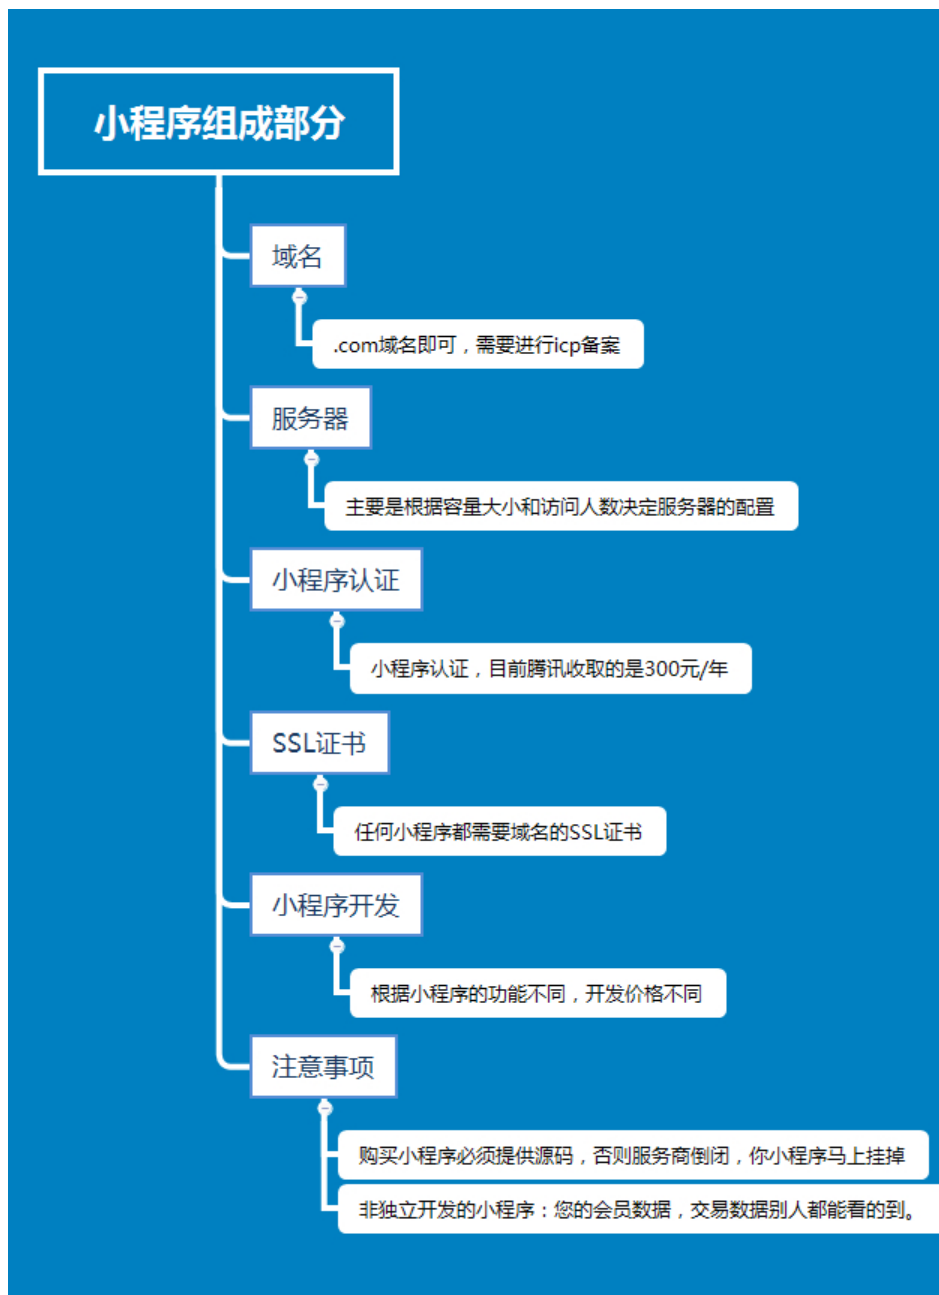 小程序组成部分
域名
.com域名即可，需要进行icp备案
服务器
主要是根据容量大小和访问人数决定服务器的配置
小程序认证
小程序认证，目前腾讯收取的是300元/年
SSL证书
任何小程序都需要域名的SSL证书
小程序开发
根据小程序的功能不同，开发价格不同
注意事项
购买小程序必须提供源码，否则服务商倒闭，你小程序马上挂掉
非独立开发的小程序：您的会员数据，交易数据别人都能看的到。